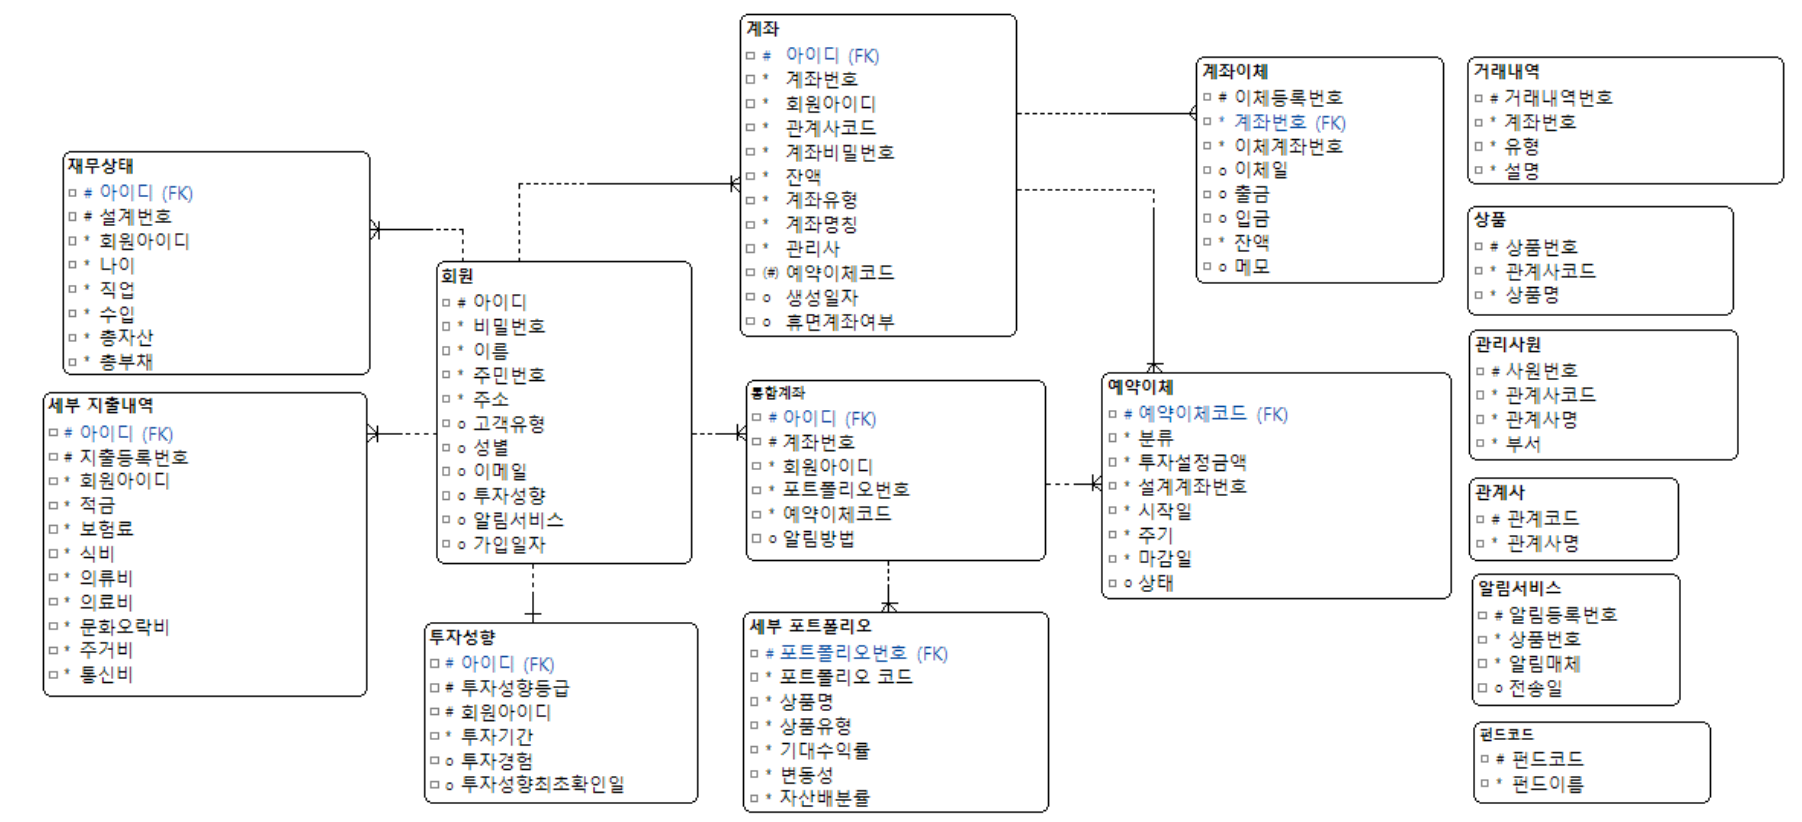 계좌
# 아이디 (FK)
* 계좌번호
* 회원아이디
* 관계사코드
* 계좌비밀번호
* 잔액
* 계좌유형
* 계좌명칭
* 관리사
(#) 예약이체코드
o 생성일자
o 휴면계좌여부
계좌이체
# 이체등록번호
* 계좌번호 (FK)
* 이체계좌번호
o 이체일
o 출금
o 입금
* 잔액
o 메모
거래내역
# 거래내역번호
* 계좌번호
* 유형
* 설명
재무상태
# 아이디 (FK)
# 설계번호
* 회원아이디
* 나이
* 직업
* 수입
* 총자산
* 총부채
상품
# 상품번호
* 관계사코드
* 상품명
회원
# 아이디
* 비밀번호
* 이름
* 주민번호
* 주소
o 고객유형
o 성별
o 이메일
o 투자성향
o 알림서비스
o 가입일자
관리사원
# 사원번호
* 관계사코드
* 관계사명
* 부서
세부 지출내역
# 아이디 (FK)
# 지출등록번호
* 회원아이디
* 적금
* 보험료
* 식비
* 의류비
* 의료비
* 문화오락비
* 주거비
* 통신비
통합계좌
# 아이디 (FK)
# 계좌번호
* 회원아이디
* 포트폴리오번호
* 예약이체코드
o 알림방법
예약이체
# 예약이체코드 (FK)
* 분류
* 투자설정금액
* 설계계좌번호
* 시작일
* 주기
* 마감일
o 상태
관계사
# 관계코드
* 관계사명
알림서비스
# 알림등록번호
* 상품번호
* 알림매체
o 전송일
투자성향
# 아이디 (FK)
# 투자성향등급
# 회원아이디
* 투자기간
o 투자경험
o 투자성향최초확인일
세부 포트폴리오
# 포트폴리오번호 (FK)
* 포트폴리오 코드
* 상품명
* 상품유형
* 기대수익률
* 변동성
* 자산배분률
펀드코드
# 펀드코드
* 펀드이름